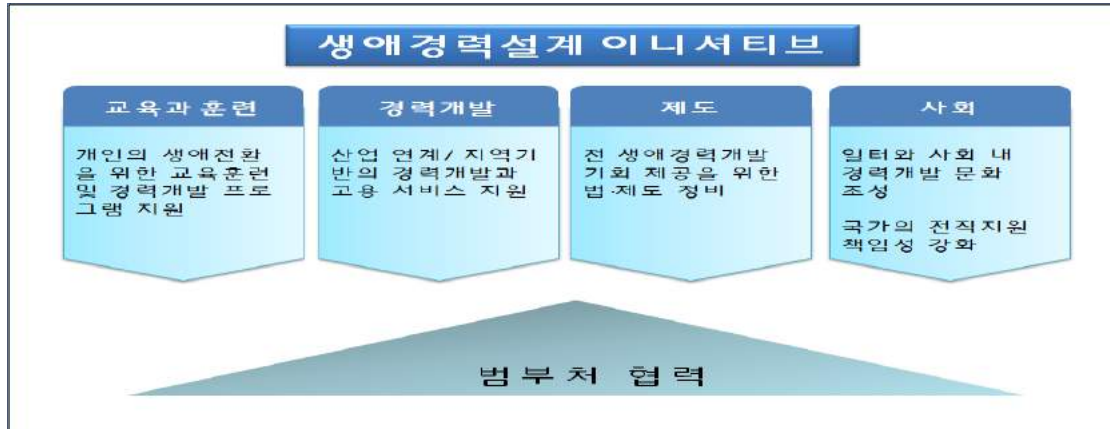 생애경력설계 이니셔티브
교육과 훈련
개인의 생애전환
을 위한 교육훈련
및 경력개발 프로
그램 지원
경력개발
산업 연계/ 지역기
반의 경력개발과
고용 서비스 지원
제도
전 생애경력개발
기회 제공을 위한
법·제도 정비
사회
일터와 사회 내
경력개발 문화
조성
국가의 전직지원
책임성 강화
범부처 협력